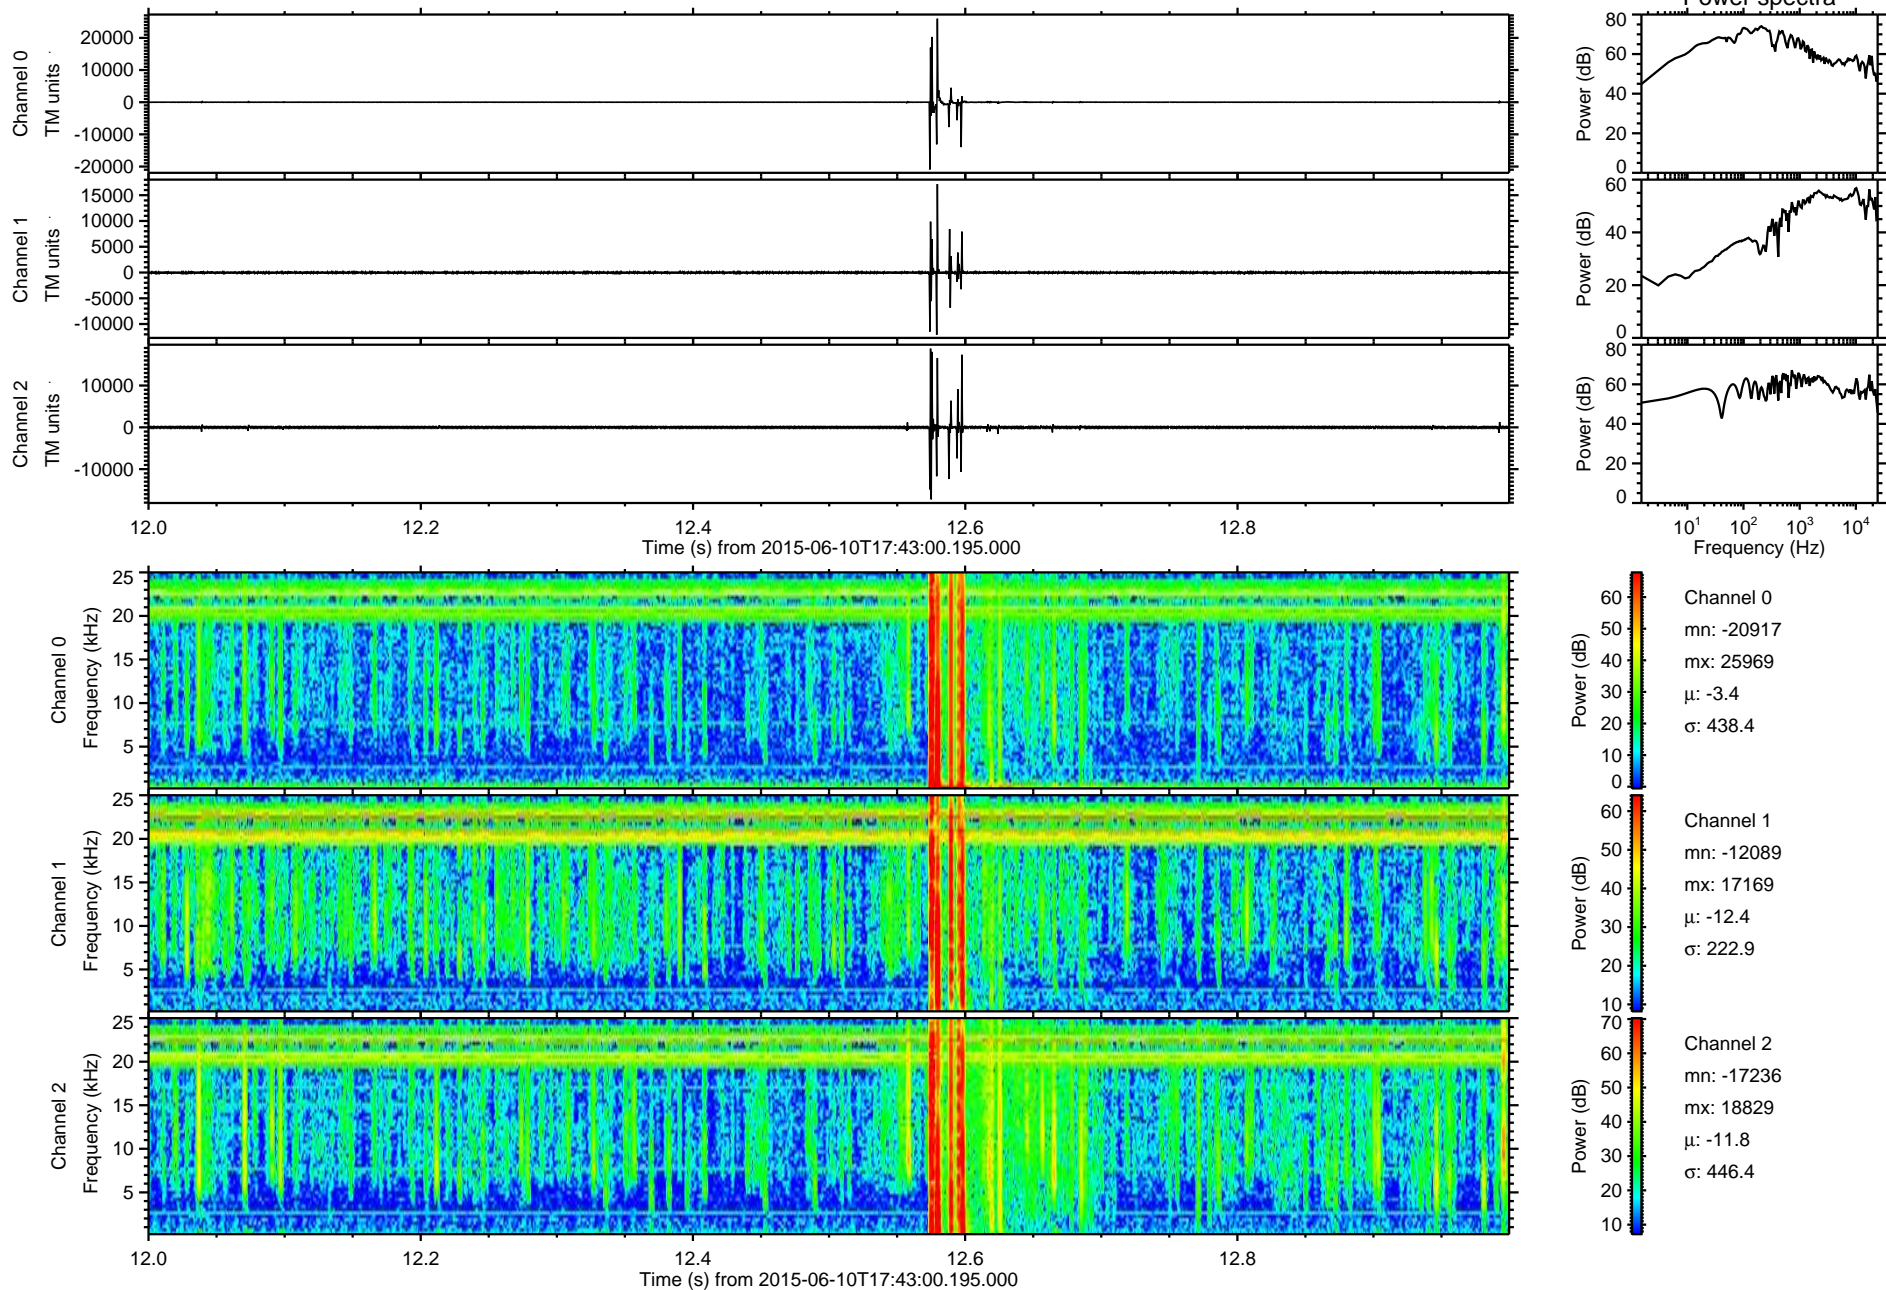 Power spectra
Channel 0
TM units
20000
10000
0
-10000
-20000
Power (dB)
80
60
40
20
0
Channel 1
TM units
15000
10000
5000
0
-5000
-10000
Power (dB)
60
40
20
0
Channel 2
TM units
10000
0
-10000
Power (dB)
80
60
40
20
0
12.0 12.2 12.4 12.6 12.8
Time (s) from 2015-06-10T17:43:00.195.000
10^1 10^2 10^3 10^4
Frequency (Hz)
Channel 0
Frequency (kHz)
25
20
15
10
5
Power (dB)
60
50
40
30
20
10
0
Channel 0
mn: -20917
mx: 25969
μ: -3.4
σ: 438.4
Channel 1
Frequency (kHz)
25
20
15
10
5
Power (dB)
60
50
40
30
20
10
Channel 1
mn: -12089
mx: 17169
μ: -12.4
σ: 222.9
Channel 2
Frequency (kHz)
25
20
15
10
5
Power (dB)
70
60
50
40
30
20
10
Channel 2
mn: -17236
mx: 18829
μ: -11.8
σ: 446.4
12.0 12.2 12.4 12.6 12.8
Time (s) from 2015-06-10T17:43:00.195.000